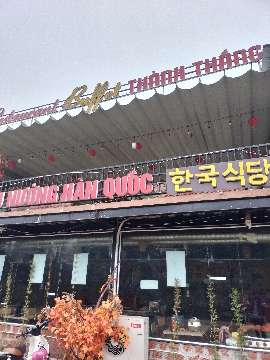 Restaurant Buffet THÀNH THẮNG
NƯỚNG HÀN QUỐC 한국식당